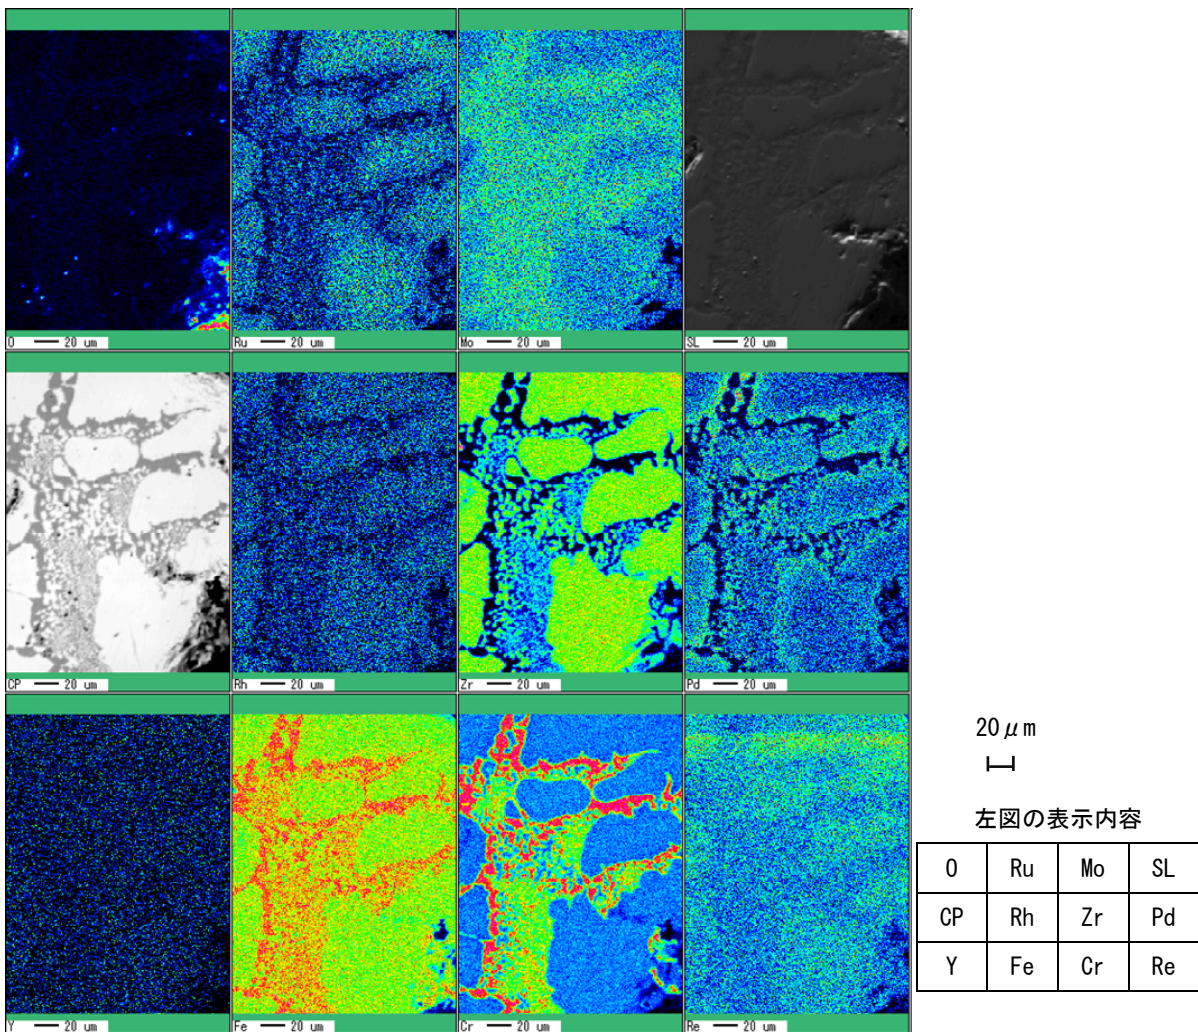 O 20 um
Ru 20 um
Mo 20 um
SL 20 um
CP 20 um
Rh 20 um
Zr 20 um
Pd 20 um
Y 20 um
Fe 20 um
Cr 20 um
Re 20 um
20μm
左図の表示内容
O Ru Mo SL
CP Rh Zr Pd
Y Fe Cr Re